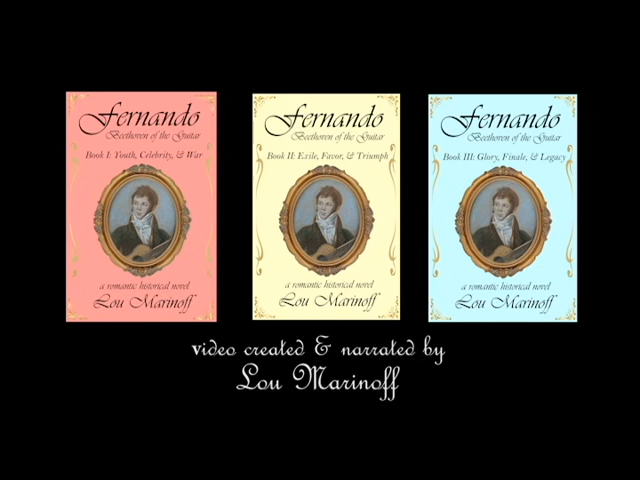 Fernando
Beethoven of the Guitar
Book I: Youth, Celebrity, & War
a romantic historical novel
Lou Marinoff
Fernando
Beethoven of the Guitar
Book II: Exile, Favor, & Triumph
a romantic historical novel
Lou Marinoff
Fernando
Beethoven of the Guitar
Book III: Glory, Finale, & Legacy
a romantic historical novel
Lou Marinoff
video created & narrated by
Lou Marinoff